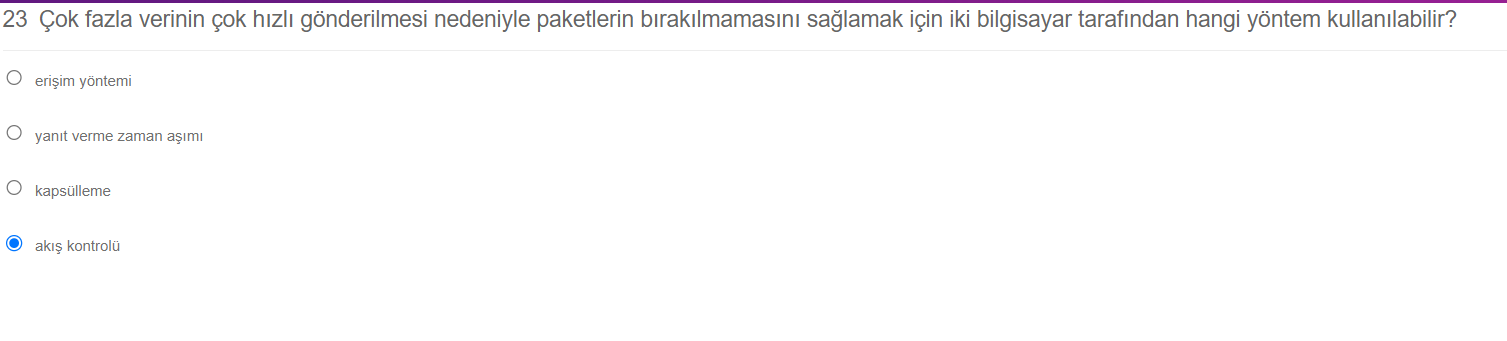 23 Çok fazla verinin çok hızlı gönderilmesi nedeniyle paketlerin bırakılmamasını sağlamak için iki bilgisayar tarafından hangi yöntem kullanılabilir?
erişim yöntemi
yanıt verme zaman aşımı
kapsülleme
akış kontrolü